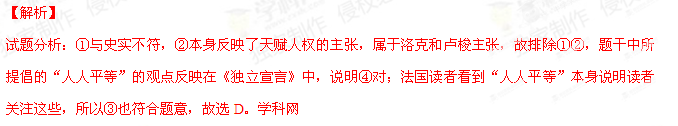 【解析】
试题分析：①与史实不符，②本身反映了天赋人权的主张，属于洛克和卢梭主张，故排除①②，题干中所
提倡的“人人平等”的观点反映在《独立宣言》中，说明④对；法国读者看到“人人平等”本身说明读者
关注这些，所以③也符合题意，故选 D。学科网